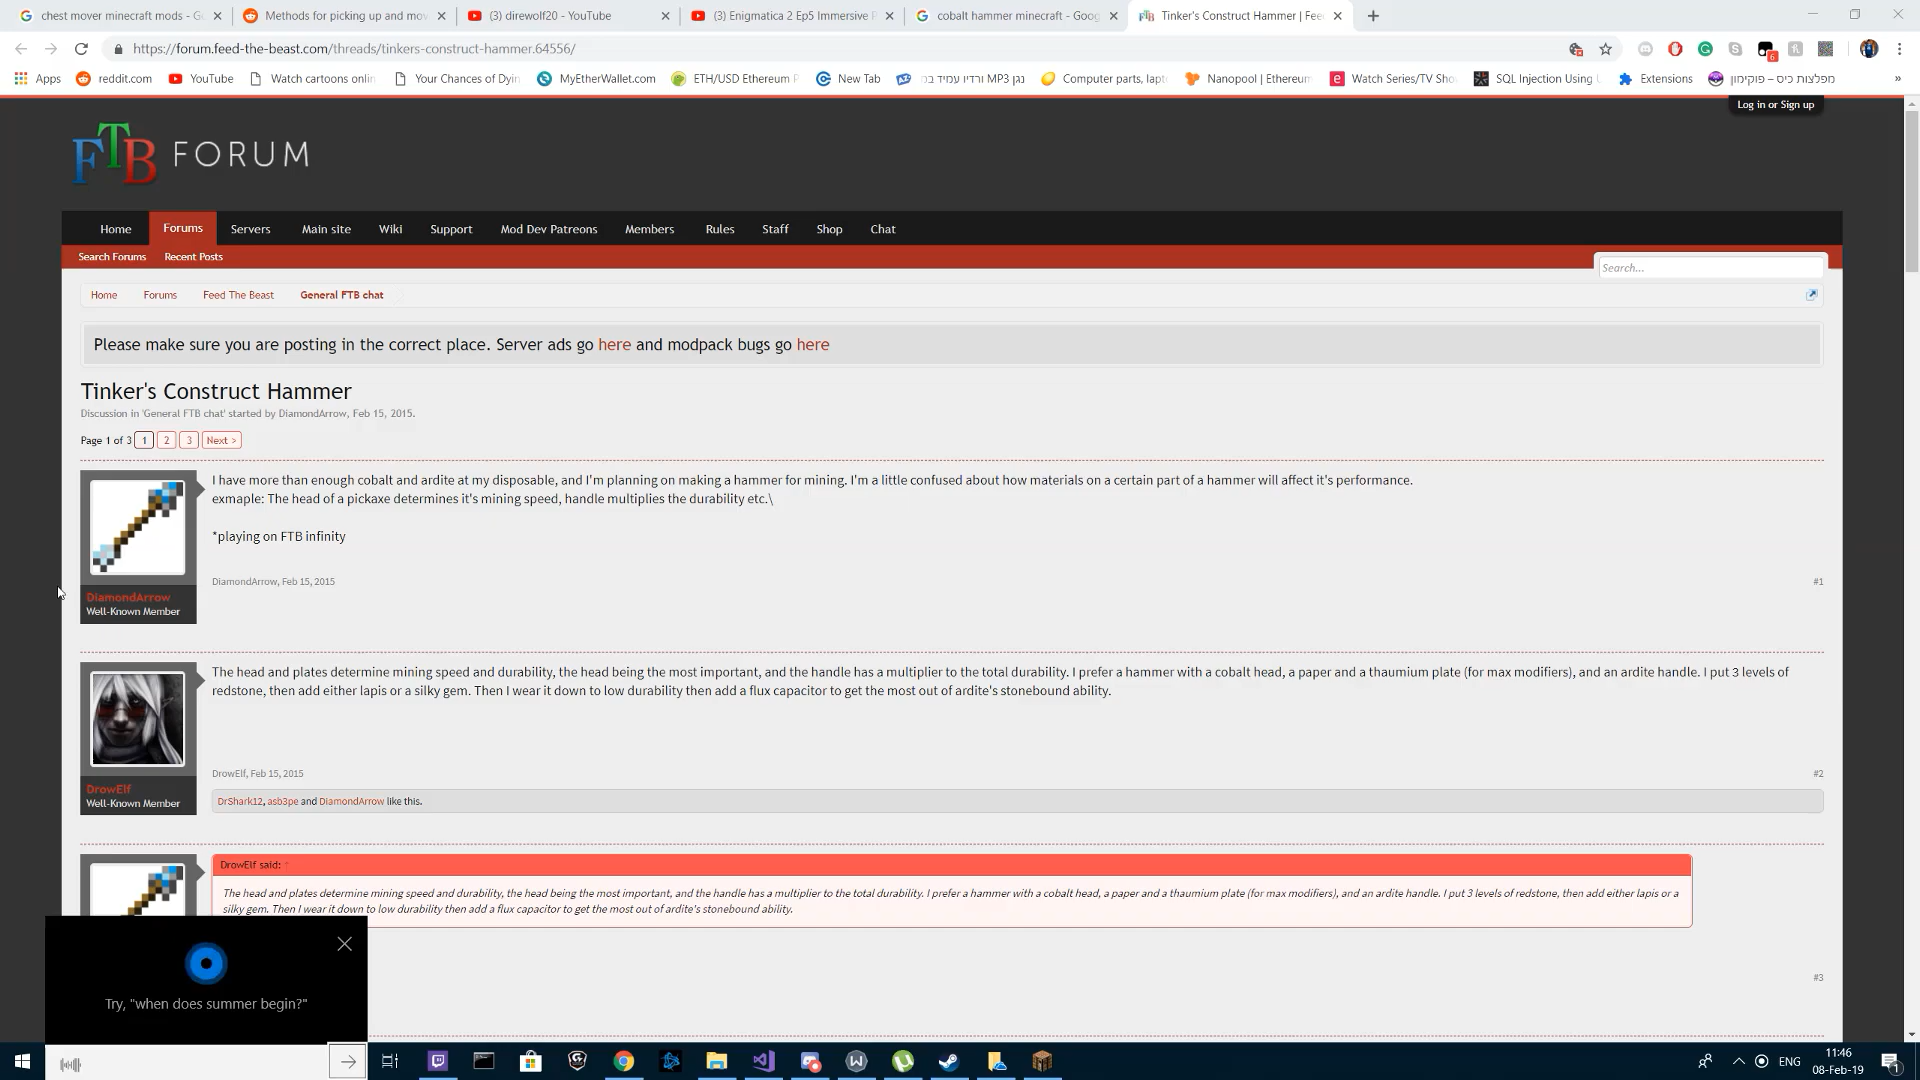 chest mover minecraft mods - G
Methods for picking up and mov
(3) direwolf20 - YouTube
(3) Enigmatica 2 Ep5 Immersive P
cobalt hammer minecraft - Goog
Tinker's Construct Hammer | Fee
https://forum.feed-the-beast.com/threads/tinkers-construct-hammer.64556/
6
Apps
reddit.com
YouTube
Watch cartoons onlin
Your Chances of Dyin
MyEtherWallet.com
ETH/USD Ethereum P
New Tab
נגן רדיו עמיד במ MP3
Computer parts, lapt
Nanopool | Ethereum
Watch Series/TV Sho
SQL Injection Using U
Extensions
מפלצות כיס – פוקימון
»
Log in or Sign up
FTB FORUM
Home
Forums
Servers
Main site
Wiki
Support
Mod Dev Patreons
Members
Rules
Staff
Shop
Chat
Search Forums
Recent Posts
Search...
Home
Forums
Feed The Beast
General FTB chat
Please make sure you are posting in the correct place. Server ads go here and modpack bugs go here
Tinker's Construct Hammer
Discussion in 'General FTB chat' started by DiamondArrow, Feb 15, 2015.
Page 1 of 3 1 2 3 Next >
I have more than enough cobalt and ardite at my disposable, and I'm planning on making a hammer for mining. I'm a little confused about how materials on a certain part of a hammer will affect it's performance.
exmaple: The head of a pickaxe determines it's mining speed, handle multiplies the durability etc.\
*playing on FTB infinity
DiamondArrow, Feb 15, 2015
#1
DiamondArrow
Well-Known Member
The head and plates determine mining speed and durability, the head being the most important, and the handle has a multiplier to the total durability. I prefer a hammer with a cobalt head, a paper and a thaumium plate (for max modifiers), and an ardite handle. I put 3 levels of
redstone, then add either lapis or a silky gem. Then I wear it down to low durability then add a flux capacitor to get the most out of ardite's stonebound ability.
DrowElf, Feb 15, 2015
#2
DrowElf
Well-Known Member
DrShark12, asb3pe and DiamondArrow like this.
DrowElf said: ↑
The head and plates determine mining speed and durability, the head being the most important, and the handle has a multiplier to the total durability. I prefer a hammer with a cobalt head, a paper and a thaumium plate (for max modifiers), and an ardite handle. I put 3 levels of redstone, then add either lapis or a
silky gem. Then I wear it down to low durability then add a flux capacitor to get the most out of ardite's stonebound ability.
#3
Try, "when does summer begin?"
ENG
11:46
08-Feb-19
1